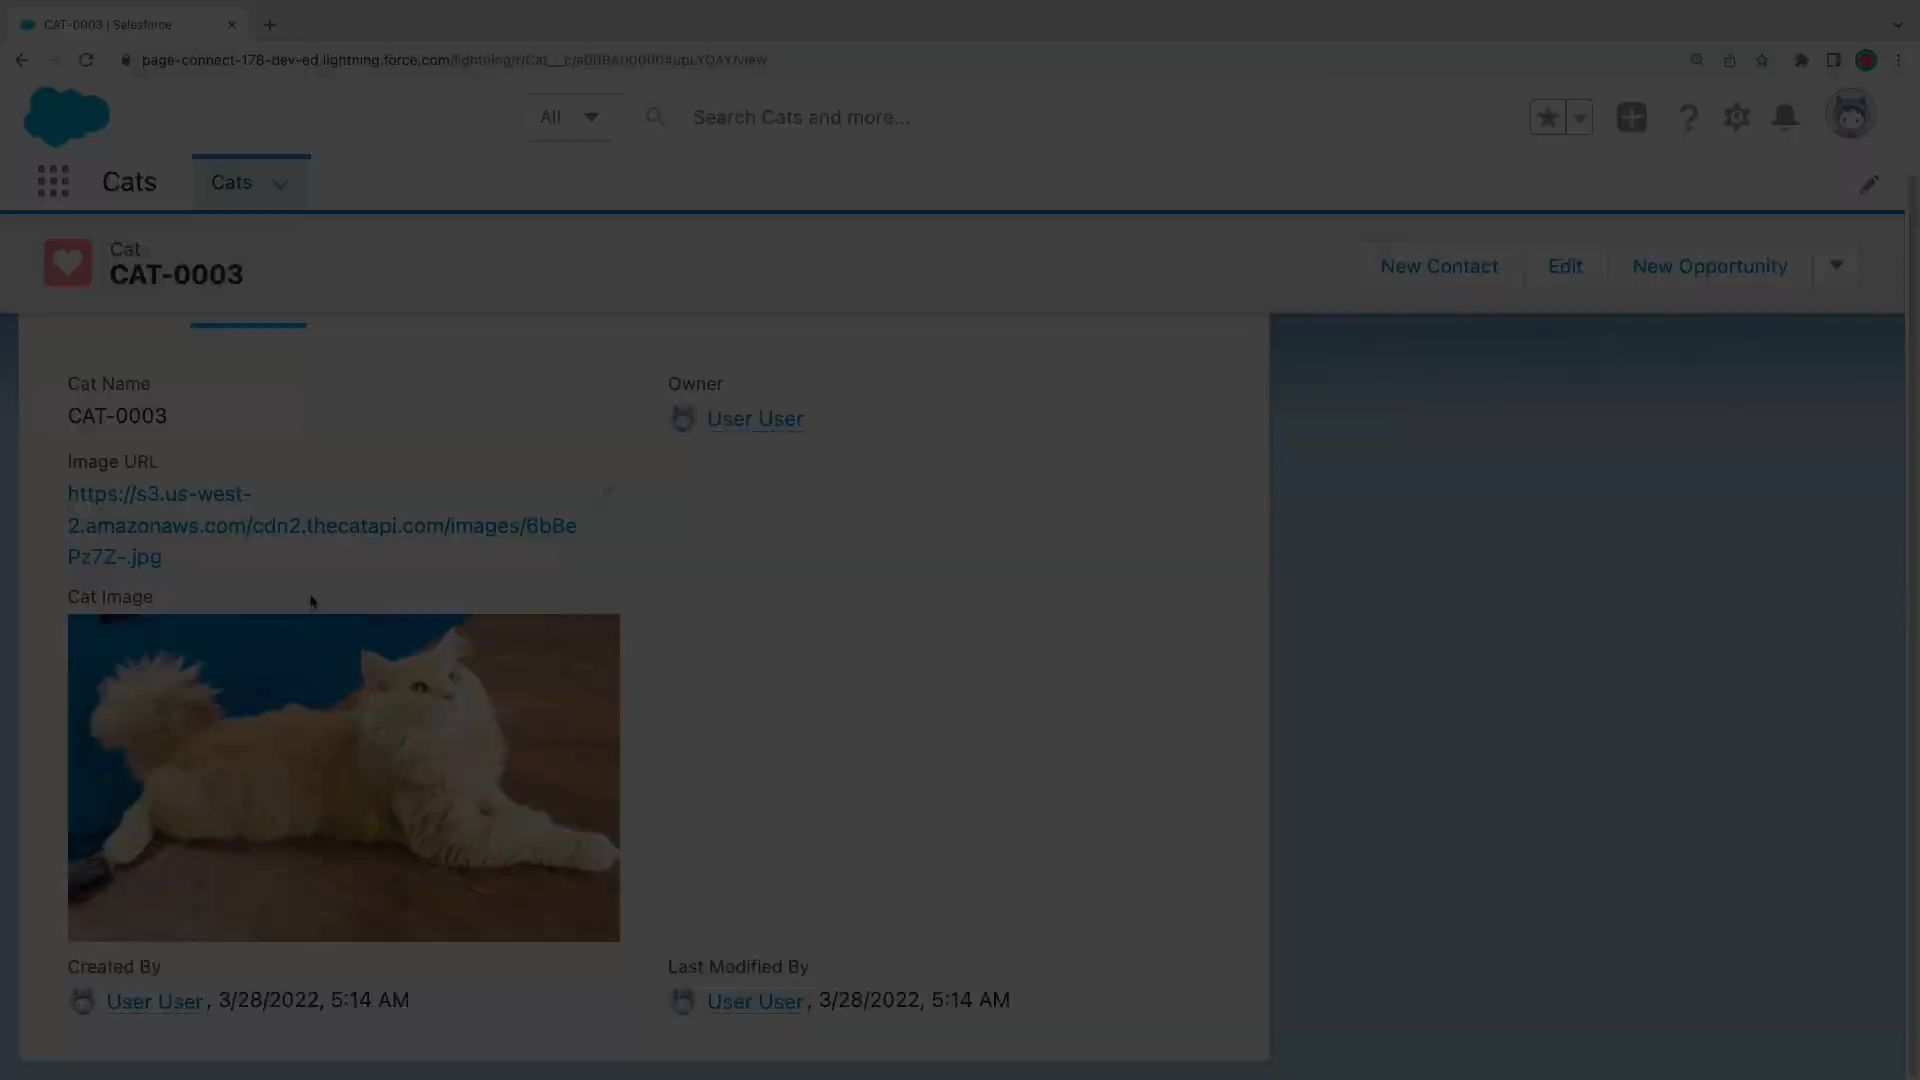 CAT-0003 | Salesforce
page-connect-178-dev-ed.lightning.force.com/lightning/r/Cat__c/
All
Search Cats and more...
Cats
Cats
Cat
CAT-0003
New Contact
Edit
New Opportunity
Cat Name
CAT-0003
Owner
User User
Image URL
https://s3.us-west-
2.amazonaws.com/cdn2.thecatapi.com/images/6bBe
Pz7Z-.jpg
Cat Image
Created By
User User, 3/28/2022, 5:14 AM
Last Modified By
User User, 3/28/2022, 5:14 AM